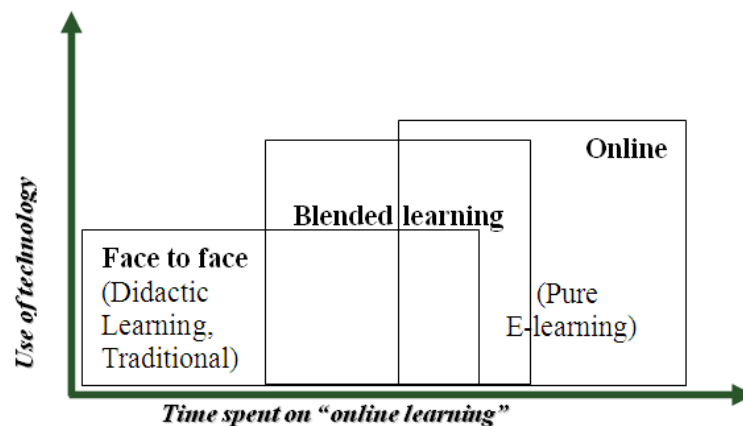 Use of technology
Online
Blended learning
Face to face
(Didactic
Learning,
Traditional)
(Pure
E-learning)
Time spent on “online learning”